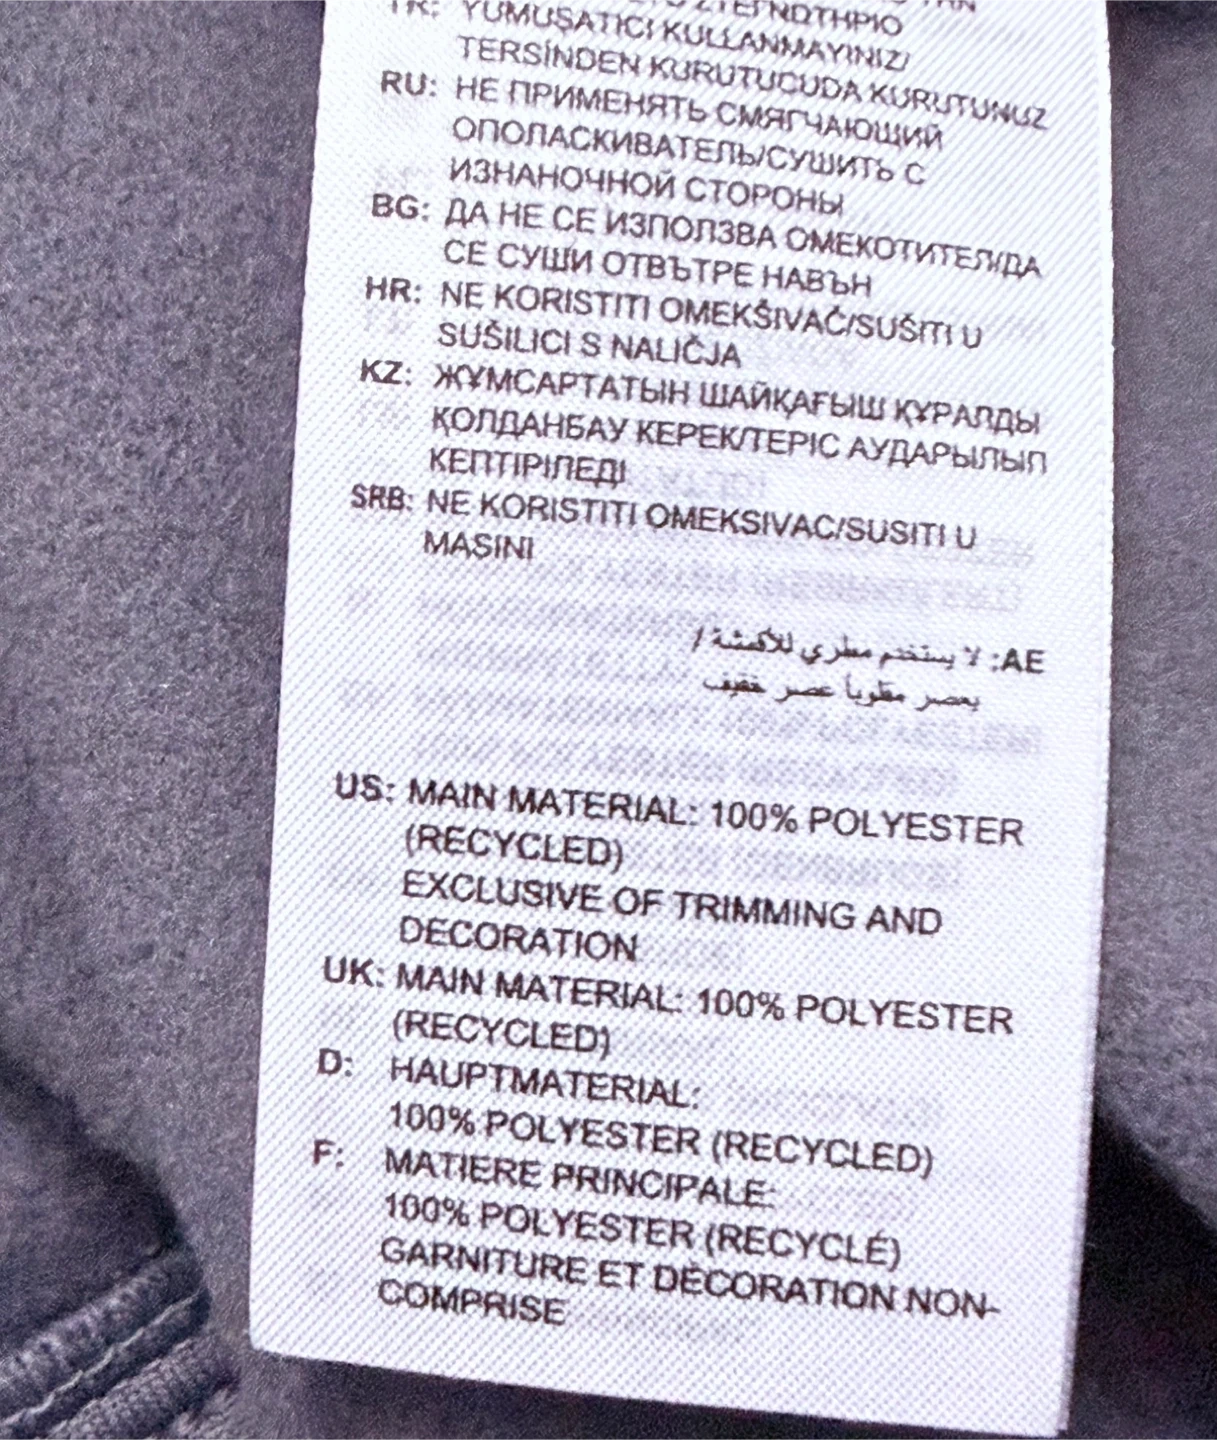 TR: YUMUŞATICI KULLANMAYINIZ/
TERSİNDEN KURUTUCUDA KURUTUNUZ
RU: НЕ ПРИМЕНЯТЬ СМЯГЧАЮЩИЙ
ОПОЛАСКИВАТЕЛЬ/СУШИТЬ С
ИЗНАНОЧНОЙ СТОРОНЫ
BG: ДА НЕ СЕ ИЗПОЛЗВА ОМЕКОТИТЕЛ/ДА
СЕ СУШИ ОТВЪТРЕ НАВЪН
HR: NE KORISTITI OMEKŠIVAČ/SUŠITI U
SUŠILICI S NALIČJA
KZ: ЖҰМСАРТАТЫН ШАЙҚАҒЫШ ҚҰРАЛДЫ
ҚОЛДАНБАУ КЕРЕК/ТЕРІС АУДАРЫЛЫП
КЕПТІРІЛЕДІ
SRB: NE KORISTITI OMEKSIVAC/SUSITI U
MASINI
AE: لا يستخدم مطري للأقمشة /
يعصر مقلوباً عصر خفيف
US: MAIN MATERIAL: 100% POLYESTER
(RECYCLED)
EXCLUSIVE OF TRIMMING AND
DECORATION
UK: MAIN MATERIAL: 100% POLYESTER
(RECYCLED)
D: HAUPTMATERIAL:
100% POLYESTER (RECYCLED)
F: MATIERE PRINCIPALE:
100% POLYESTER (RECYCLÉ)
GARNITURE ET DÉCORATION NON-
COMPRISE